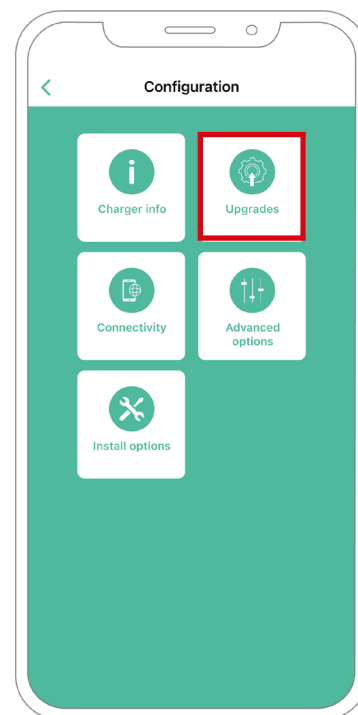 Configuration
Charger info
Upgrades
Connectivity
Advanced
options
Install options